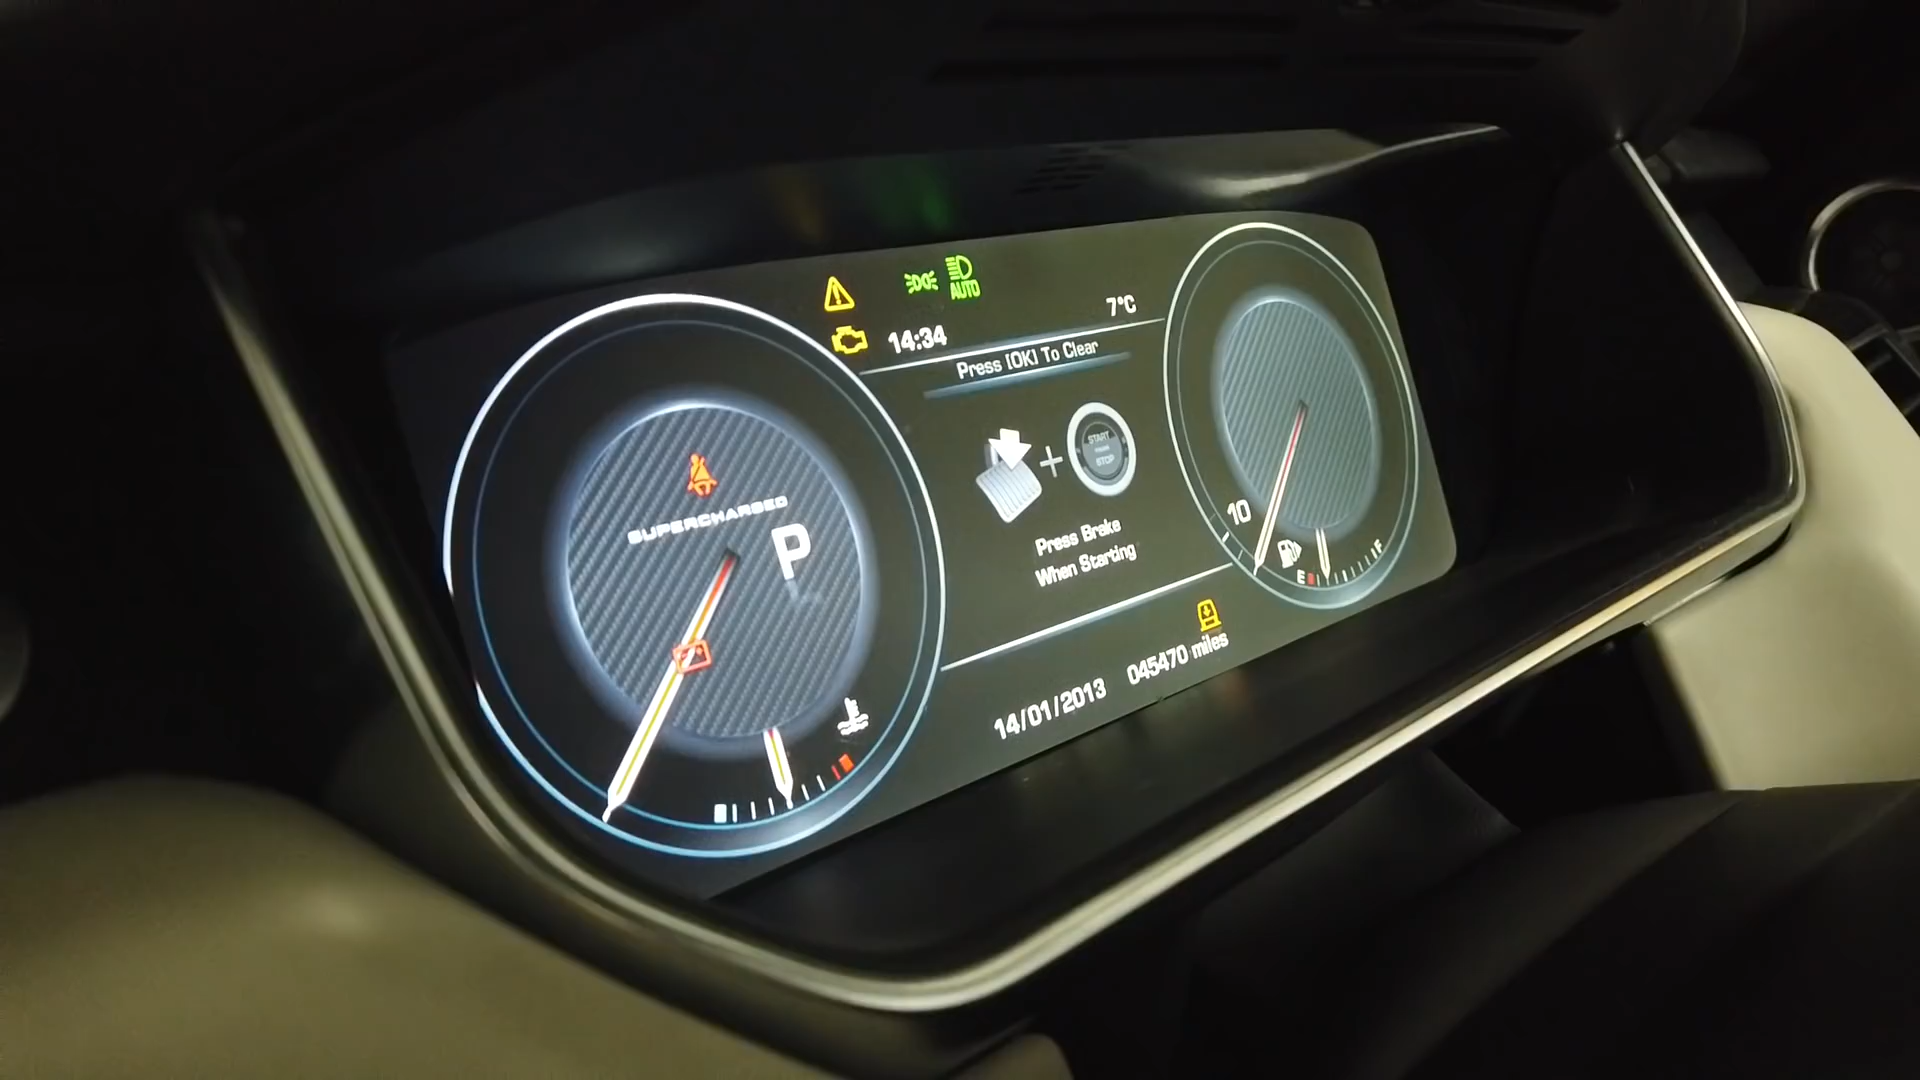 AUTO
14:34
7°C
Press [OK] To Clear
START
STOP
SUPERCHARGED
P
Press Brake
When Starting
10
E
F
14/01/2013
045470 miles